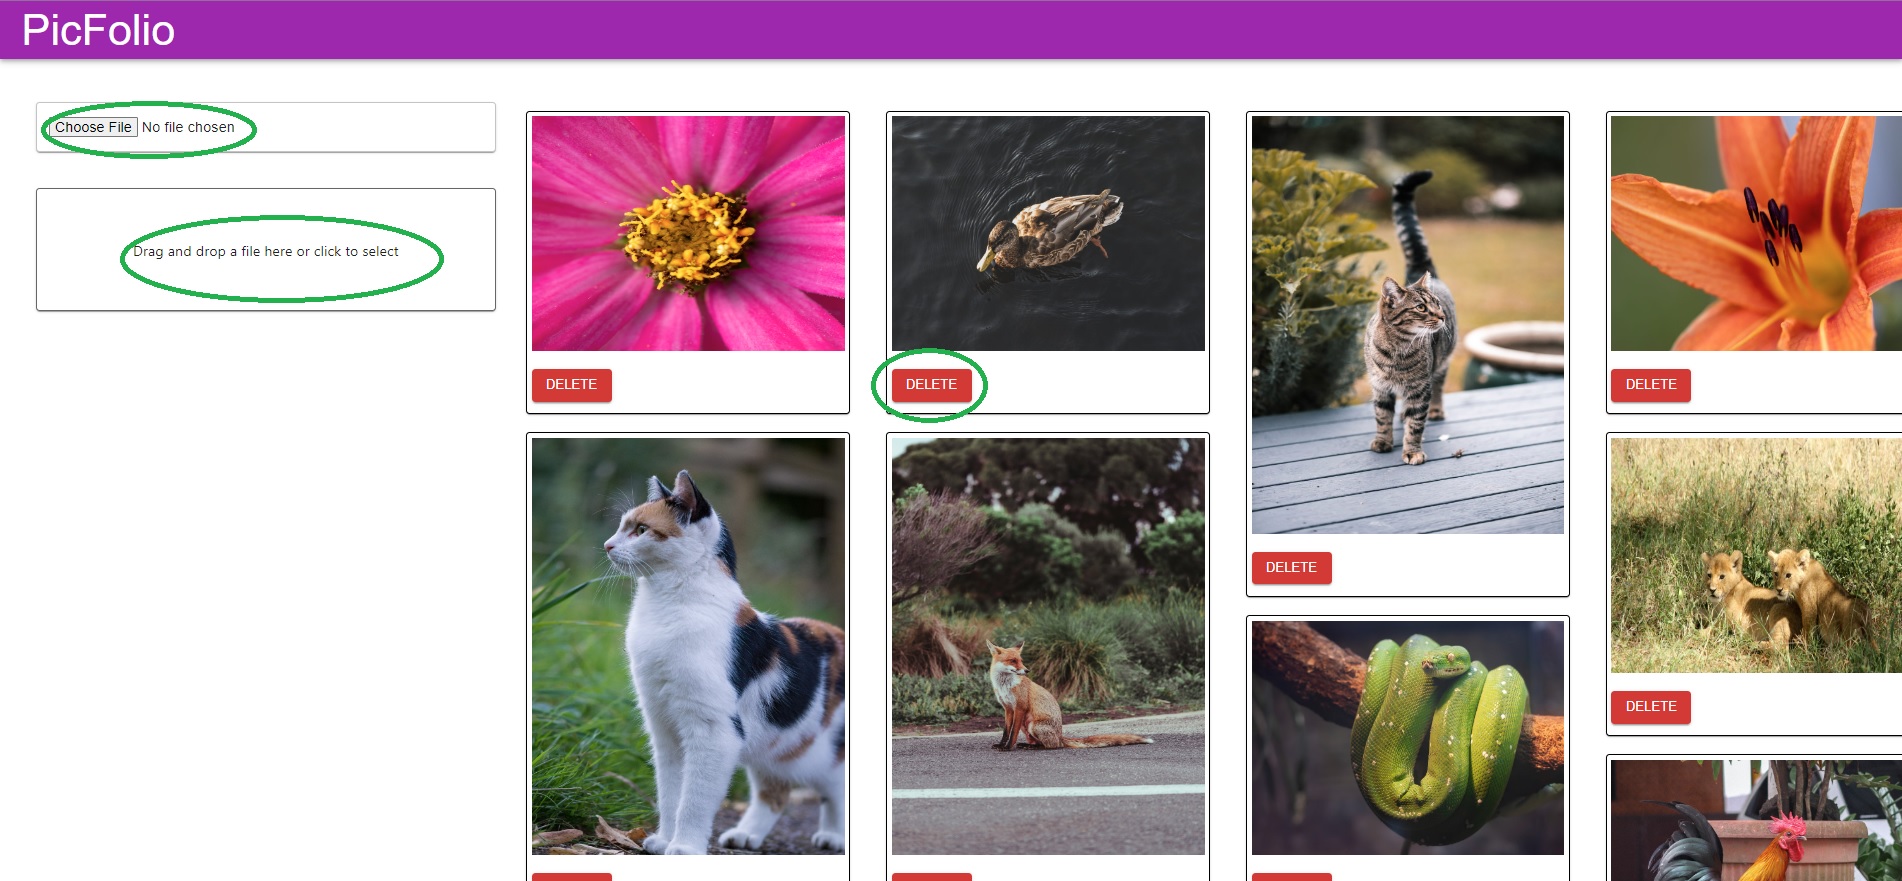 PicFolio
Choose File No file chosen
Drag and drop a file here or click to select
DELETE
DELETE
DELETE
DELETE
DELETE